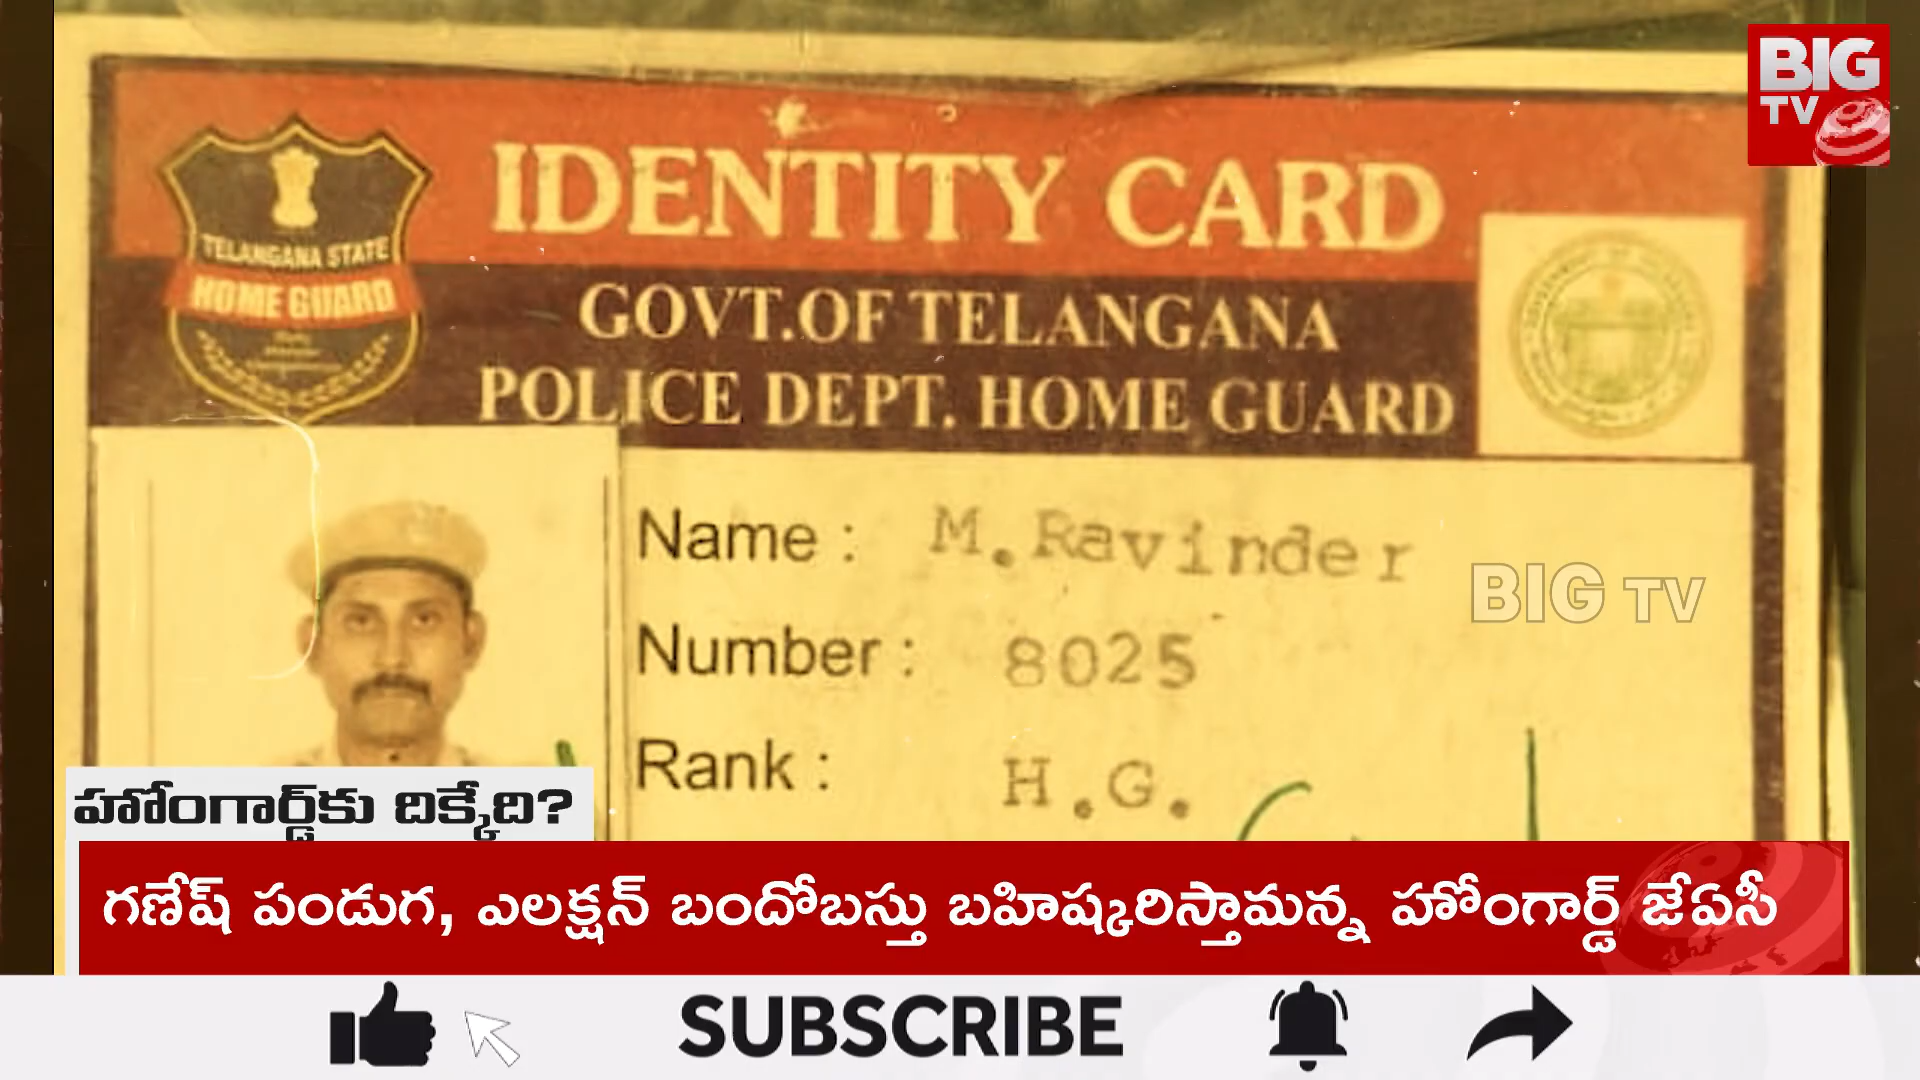 BIG
TV
IDENTITY CARD
TELANGANA STATE
HOME GUARD
GOVT.OF TELANGANA
POLICE DEPT. HOME GUARD
Name : M.Ravinder
BIG TV
Number : 8025
Rank : H.G.
హోంగార్డ్‌కు దిక్కేది?
గణేష్ పండుగ, ఎలక్షన్ బందోబస్తు బహిష్కరిస్తామన్న హోంగార్డ్ జేఏసీ
SUBSCRIBE